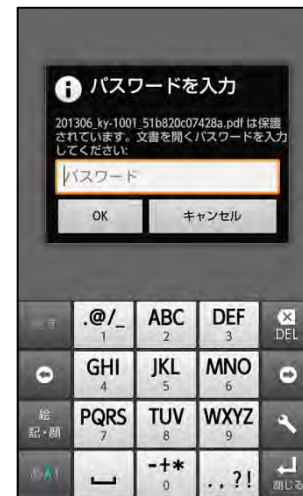 パスワードを入力
201306_ky-1001_51b820c07428a.pdf は保護
されています。文書を開くパスワードを入力
してください:
パスワード
OK キャンセル
.@/_ ABC DEF DEL
1 2 3
GHI JKL MNO
4 5 6
絵 PQRS TUV WXYZ
記・顔 7 8 9
-+* . , ?! 閉じる
0